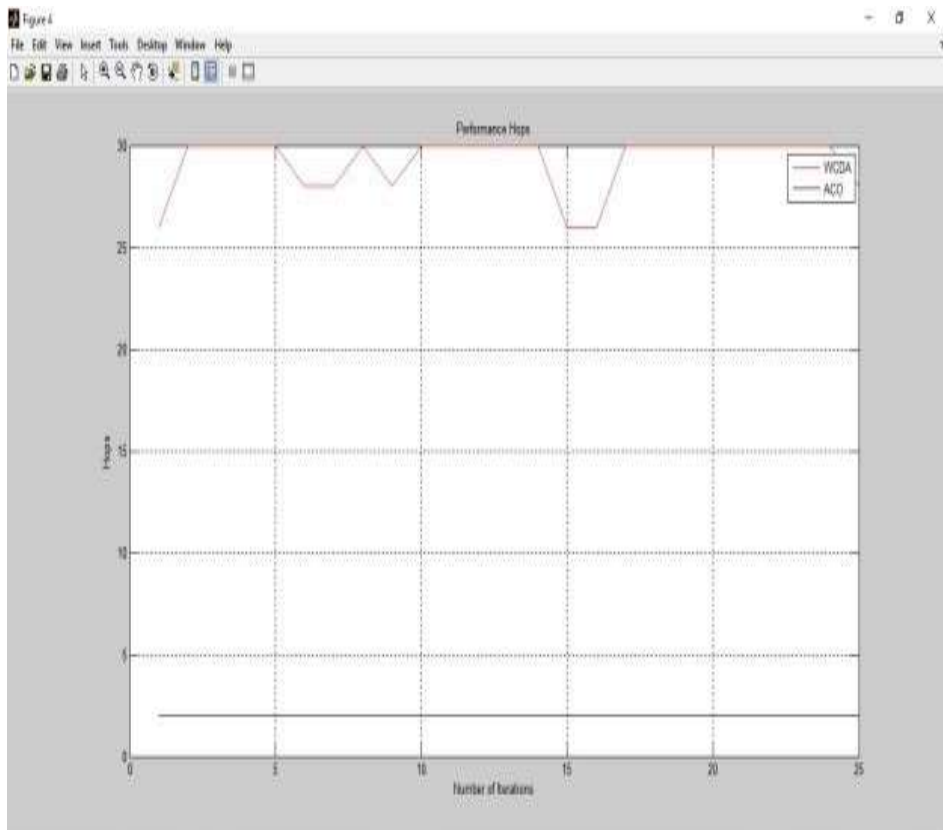 Figure 4
File Edit View Insert Tools Desktop Window Help
Performance Hops
30
25
20
15
10
5
0
Hops
WCDA
ACO
0 5 10 15 20 25
Number of Iterations